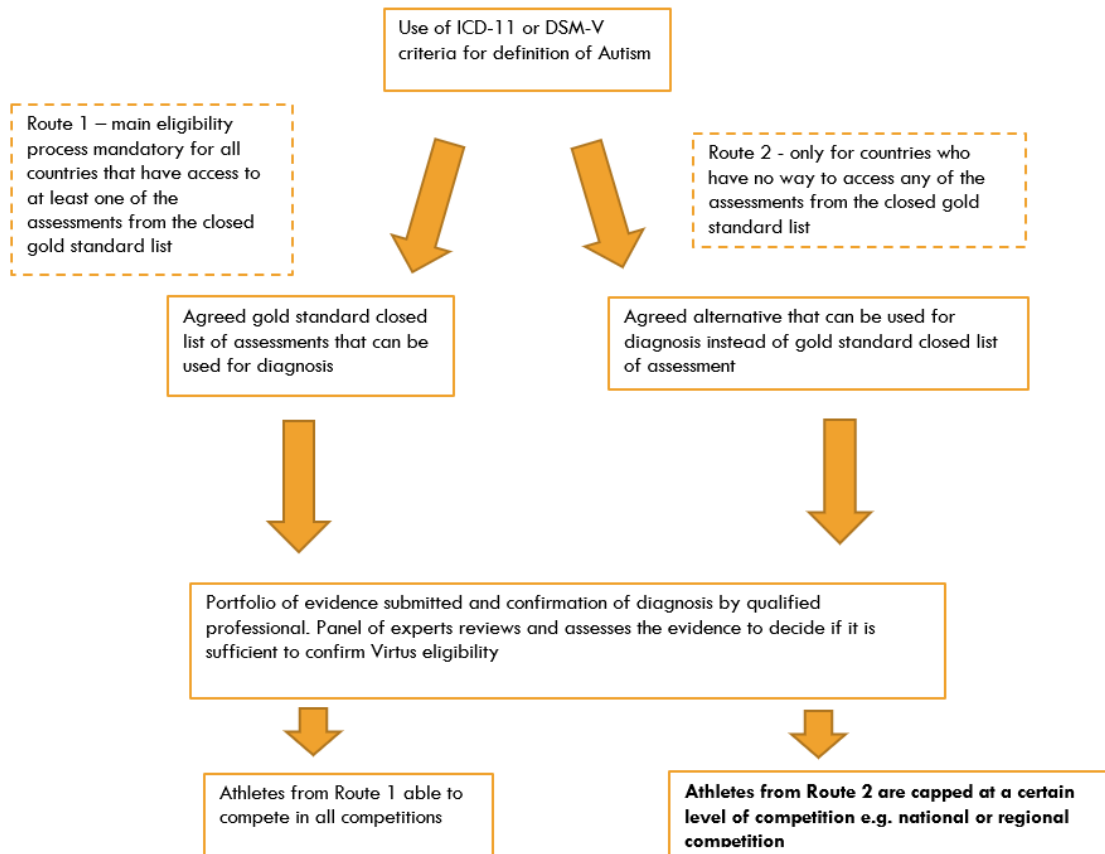 Use of ICD-11 or DSM-V
criteria for definition of Autism
Route 1 – main eligibility
process mandatory for all
countries that have access to
at least one of the
assessments from the closed
gold standard list
Route 2 - only for countries who
have no way to access any of the
assessments from the closed gold
standard list
Agreed gold standard closed
list of assessments that can be
used for diagnosis
Agreed alternative that can be used for
diagnosis instead of gold standard closed list
of assessment
Portfolio of evidence submitted and confirmation of diagnosis by qualified
professional. Panel of experts reviews and assesses the evidence to decide if it is
sufficient to confirm Virtus eligibility
Athletes from Route 1 able to
compete in all competitions
Athletes from Route 2 are capped at a certain
level of competition e.g. national or regional
competition